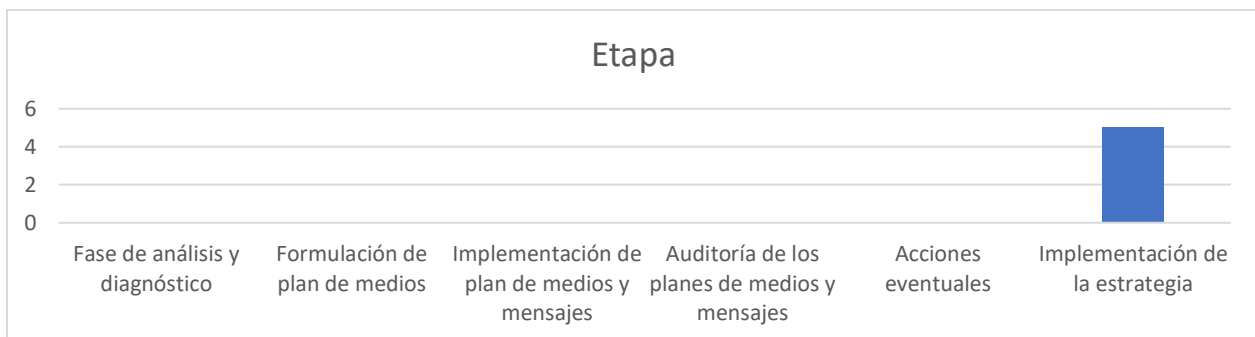 Etapa
6
4
2
0
Fase de análisis y
diagnóstico
Formulación de
plan de medios
Implementación de
plan de medios y
mensajes
Auditoría de los
planes de medios y
mensajes
Acciones
eventuales
Implementación de
la estrategia